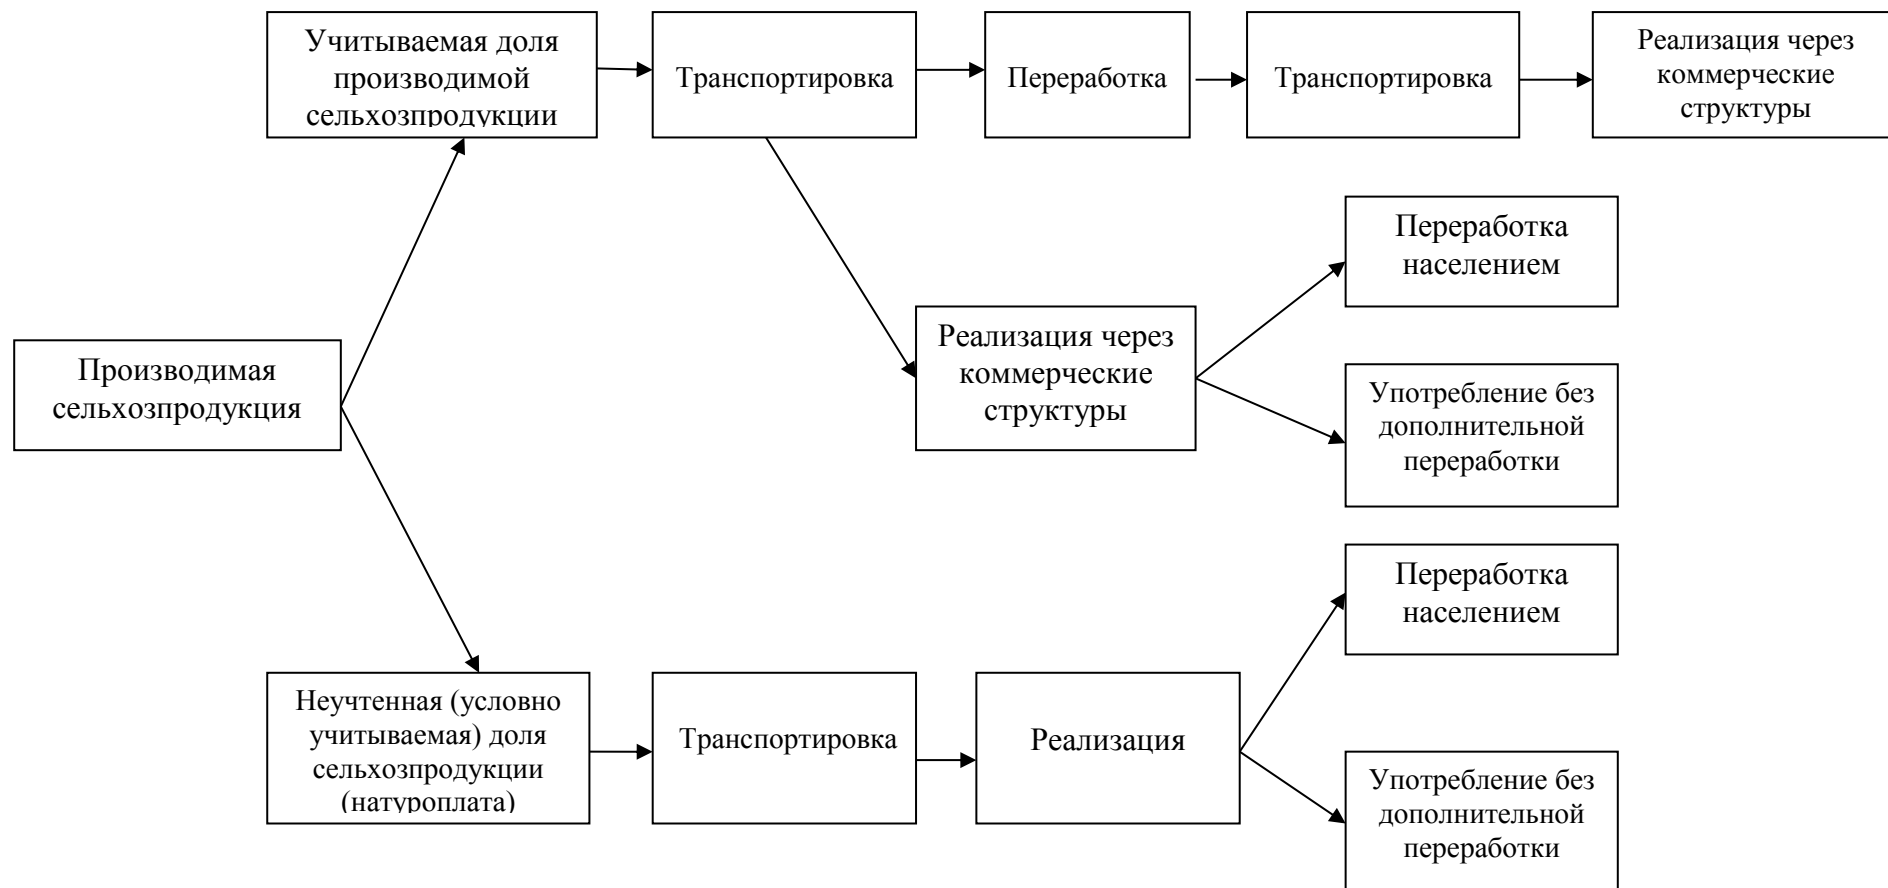 Учитываемая доля
производимой
сельхозпродукции
Транспортировка
Переработка
Транспортировка
Реализация через
коммерческие
структуры
Переработка
населением
Реализация через
коммерческие
структуры
Производимая
сельхозпродукция
Употребление без
дополнительной
переработки
Переработка
населением
Неучтенная (условно
учитываемая) доля
сельхозпродукции
(натуроплата)
Транспортировка
Реализация
Употребление без
дополнительной
переработки